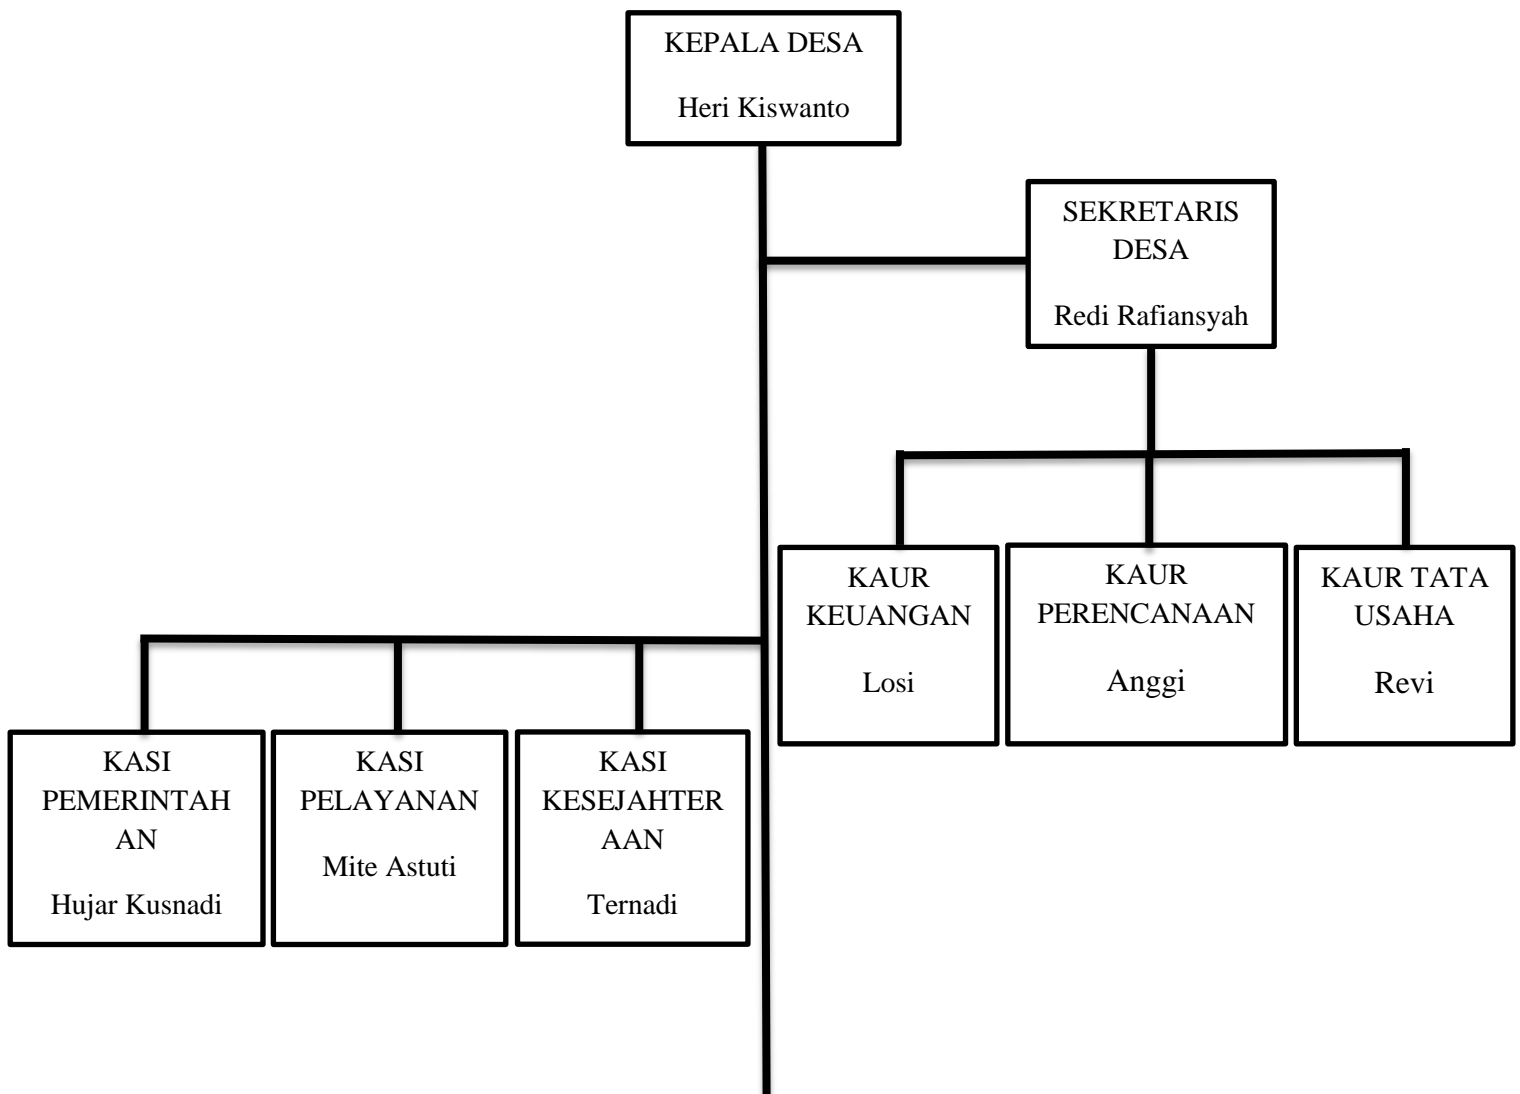 KEPALA DESA
Heri Kiswanto
SEKRETARIS
DESA
Redi Rafiansyah
KAUR
KEUANGAN
Losi
KAUR
PERENCANAAN
Anggi
KAUR TATA
USAHA
Revi
KASI
PEMERINTAH
AN
Hujar Kusnadi
KASI
PELAYANAN
Mite Astuti
KASI
KESEJAHTER
AAN
Ternadi